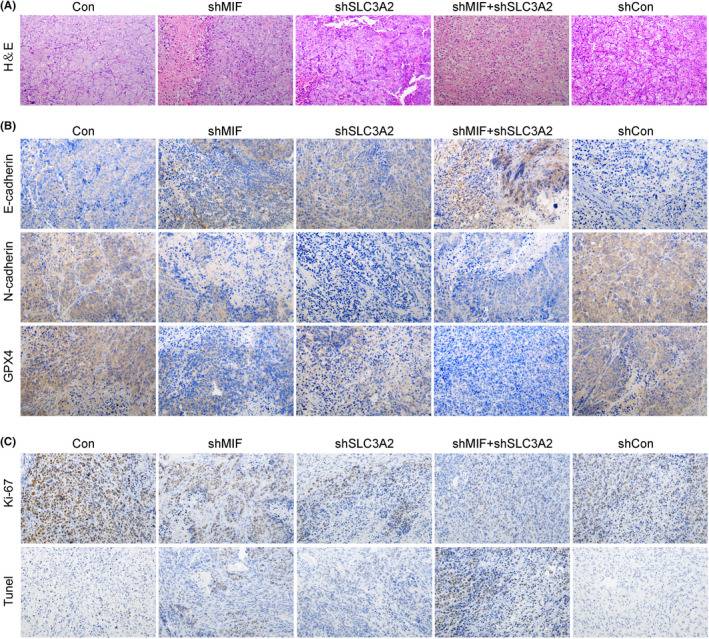 (A) Con shMIF shSLC3A2 shMIF+shSLC3A2 shCon
H&E
(B) Con shMIF shSLC3A2 shMIF+shSLC3A2 shCon
E-cadherin
N-cadherin
GPX4
(C) Con shMIF shSLC3A2 shMIF+shSLC3A2 shCon
Ki-67
Tunel